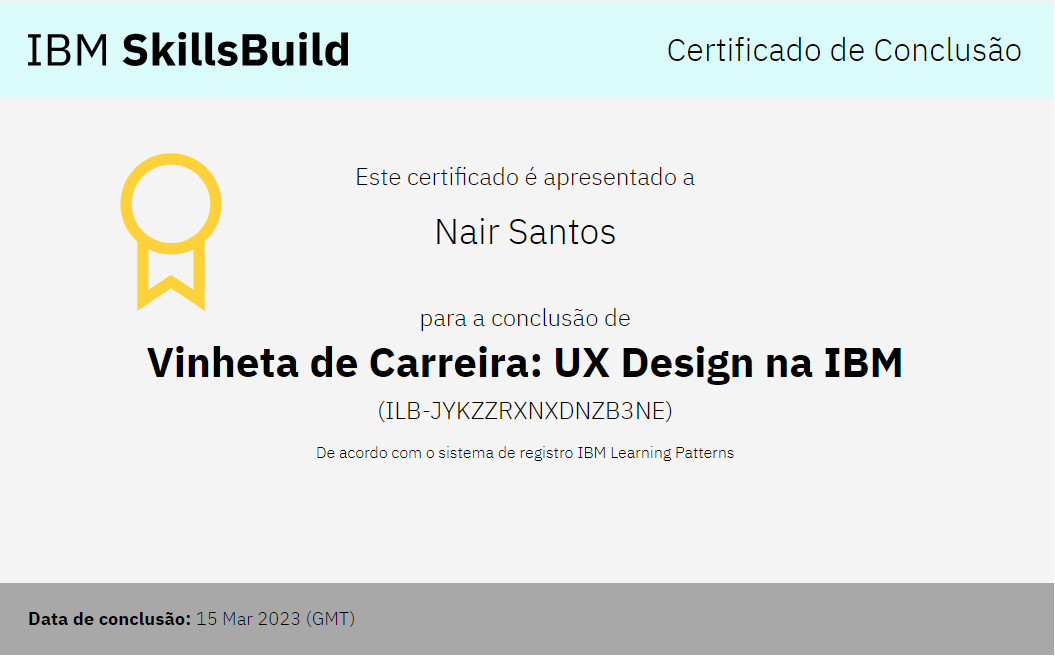 IBM SkillsBuild
Certificado de Conclusão
Este certificado é apresentado a
Nair Santos
para a conclusão de
Vinheta de Carreira: UX Design na IBM
(ILB-JYKZZRXNXDNZB3NE)
De acordo com o sistema de registro IBM Learning Patterns
Data de conclusão: 15 Mar 2023 (GMT)